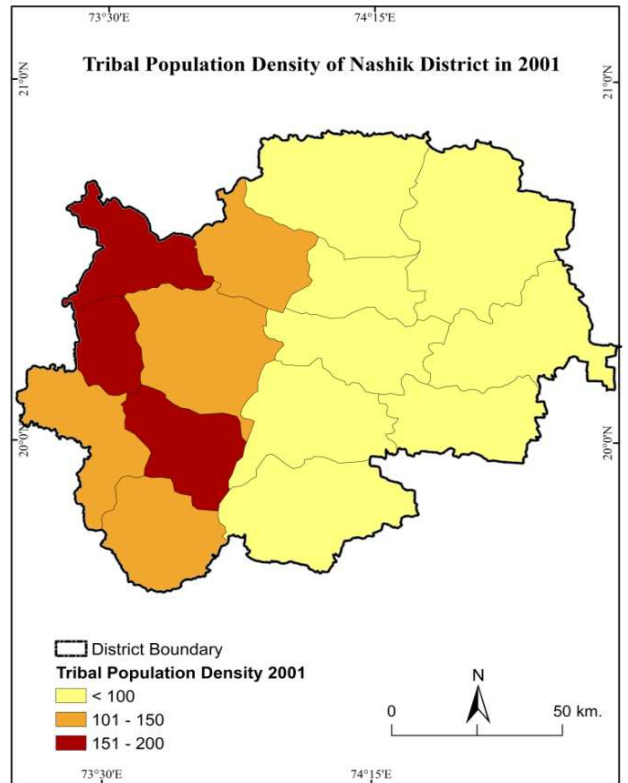 73°30'E 74°15'E
Tribal Population Density of Nashik District in 2001
21°0'N 21°0'N
20°0'N 20°0'N
District Boundary
Tribal Population Density 2001
< 100
101 - 150
151 - 200
N
0 50 km.
73°30'E 74°15'E